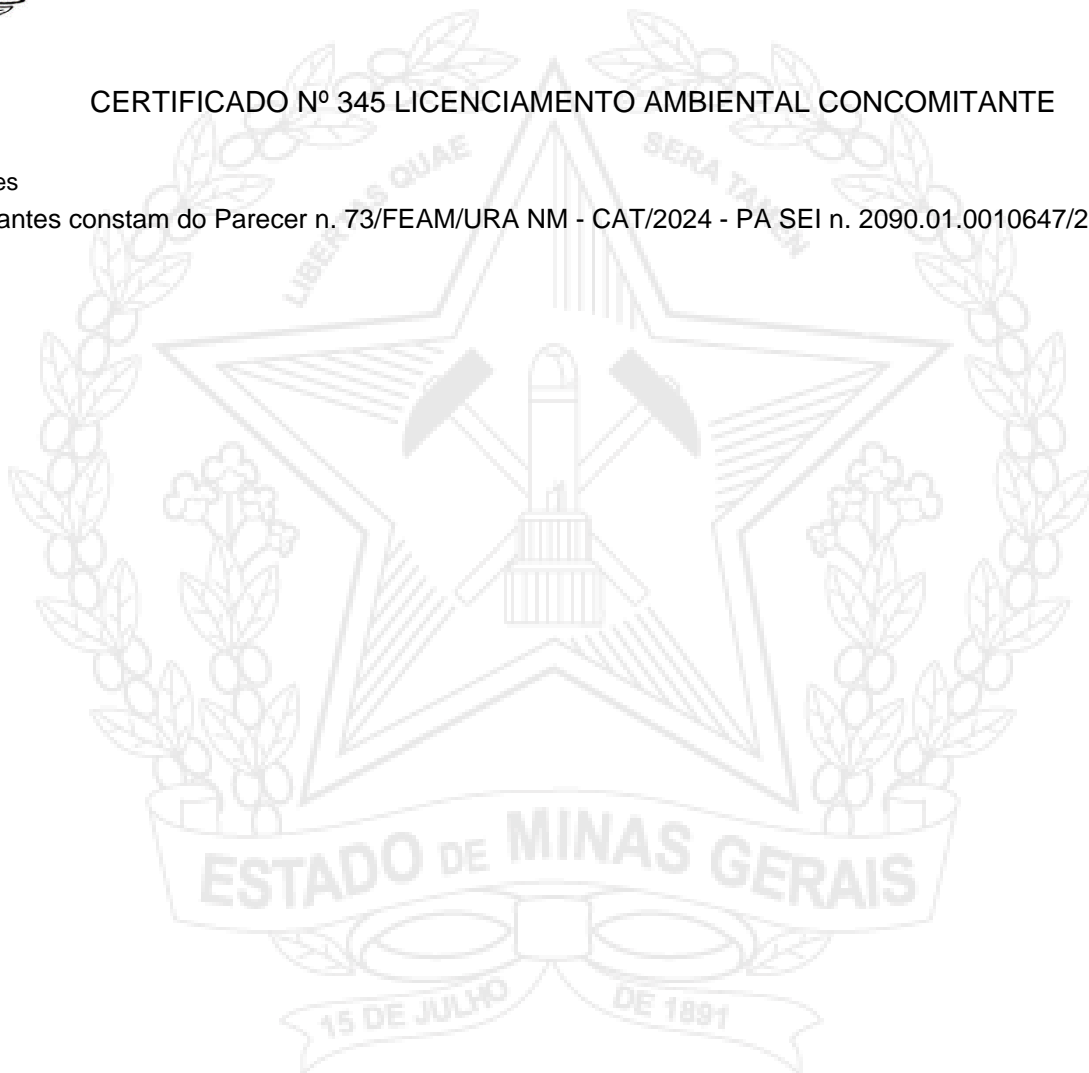 CERTIFICADO Nº 345 LICENCIAMENTO AMBIENTAL CONCOMITANTE
es
antes constam do Parecer n. 73/FEAM/URA NM - CAT/2024 - PA SEI n. 2090.01.0010647/2
LIBERTAS QUAE SERA TAMEN
ESTADO DE MINAS GERAIS
15 DE JULHO DE 1891